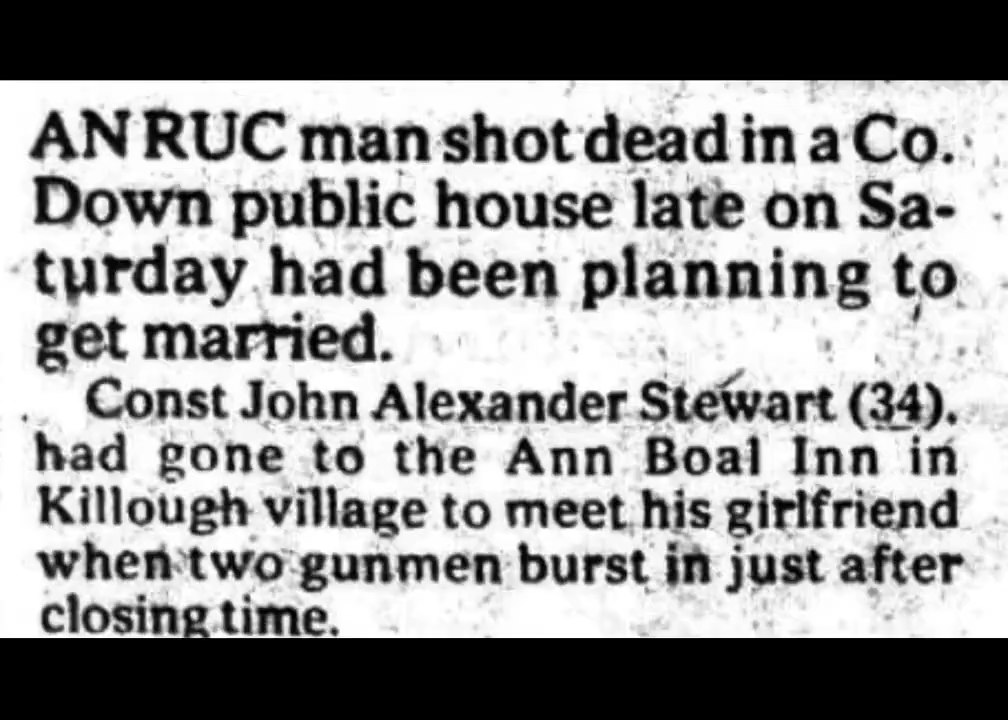 AN RUC man shot dead in a Co.
Down public house late on Sa-
turday had been planning to
get married.
Const John Alexander Stewart (34).
had gone to the Ann Boal Inn in
Killough village to meet his girlfriend
when two gunmen burst in just after
closing time.